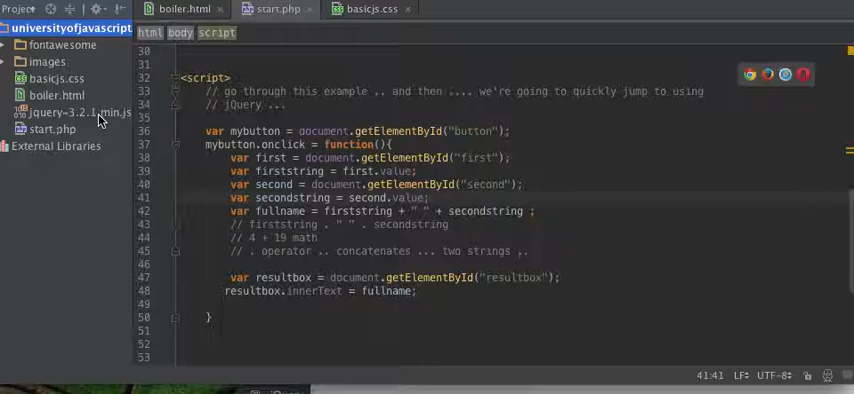 Project
boiler.html
start.php
basicjs.css
universityofjavascript
fontawesome
images
basicjs.css
boiler.html
jquery-3.2.1.min.js
start.php
External Libraries
html body script
30
31
32 <script>
33 // go through this example .. and then .... we're going to quickly jump to using
34 // jQuery ...
35
36 var mybutton = document.getElementById("button");
37 mybutton.onclick = function(){
38 var first = document.getElementById("first");
39 var firststring = first.value;
40 var second = document.getElementById("second");
41 var secondstring = second.value;
42 var fullname = firststring + " " + secondstring ;
43 // firststring . " " . secondstring
44 // 4 + 19 math
45 // . operator .. concatenates ... two strings ..
46
47 var resultbox = document.getElementById("resultbox");
48 resultbox.innerText = fullname;
49
50 }
51
52
53
41:41 LF UTF-8